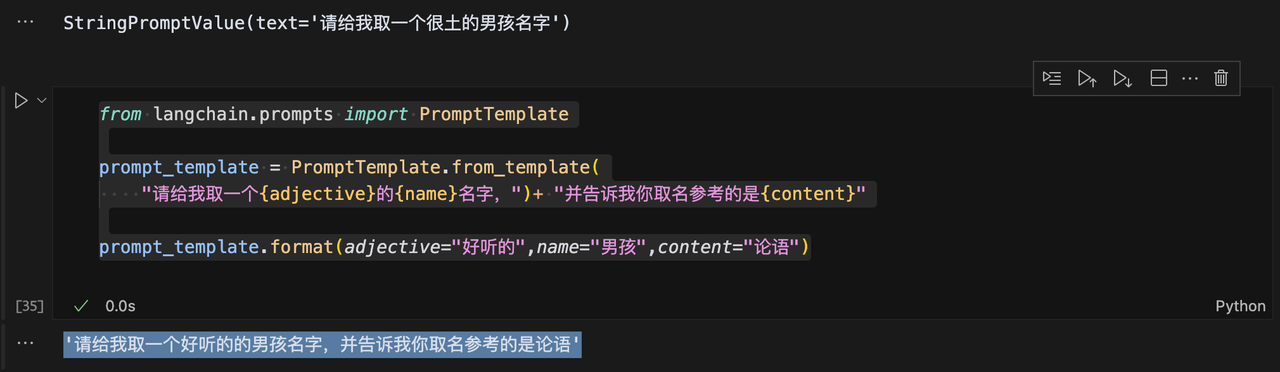 StringPromptValue(text='请给我取一个很土的男孩名字')
from langchain.prompts import PromptTemplate
prompt_template = PromptTemplate.from_template(
"请给我取一个{adjective}的{name}名字，")+ "并告诉我你取名参考的是{content}"
prompt_template.format(adjective="好听的",name="男孩",content="论语")
[35]
0.0s
Python
'请给我取一个好听的的男孩名字，并告诉我你取名参考的是论语'